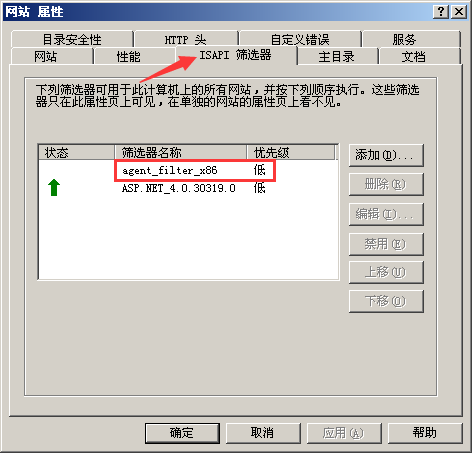 网站 属性
目录安全性 HTTP 头 自定义错误 服务
网站 性能 ISAPI 筛选器 主目录 文档
下列筛选器可用于此计算机上的所有网站，并按下列顺序执行。这些筛选
器只在此属性页上可见，在单独的网站的属性页上看不见。
状态 筛选器名称 优先级
agent_filter_x86 低
ASP.NET_4.0.30319.0 低
添加(D)...
删除(R)
编辑(I)...
禁用(E)
上移(U)
下移(O)
确定 取消 应用(A) 帮助